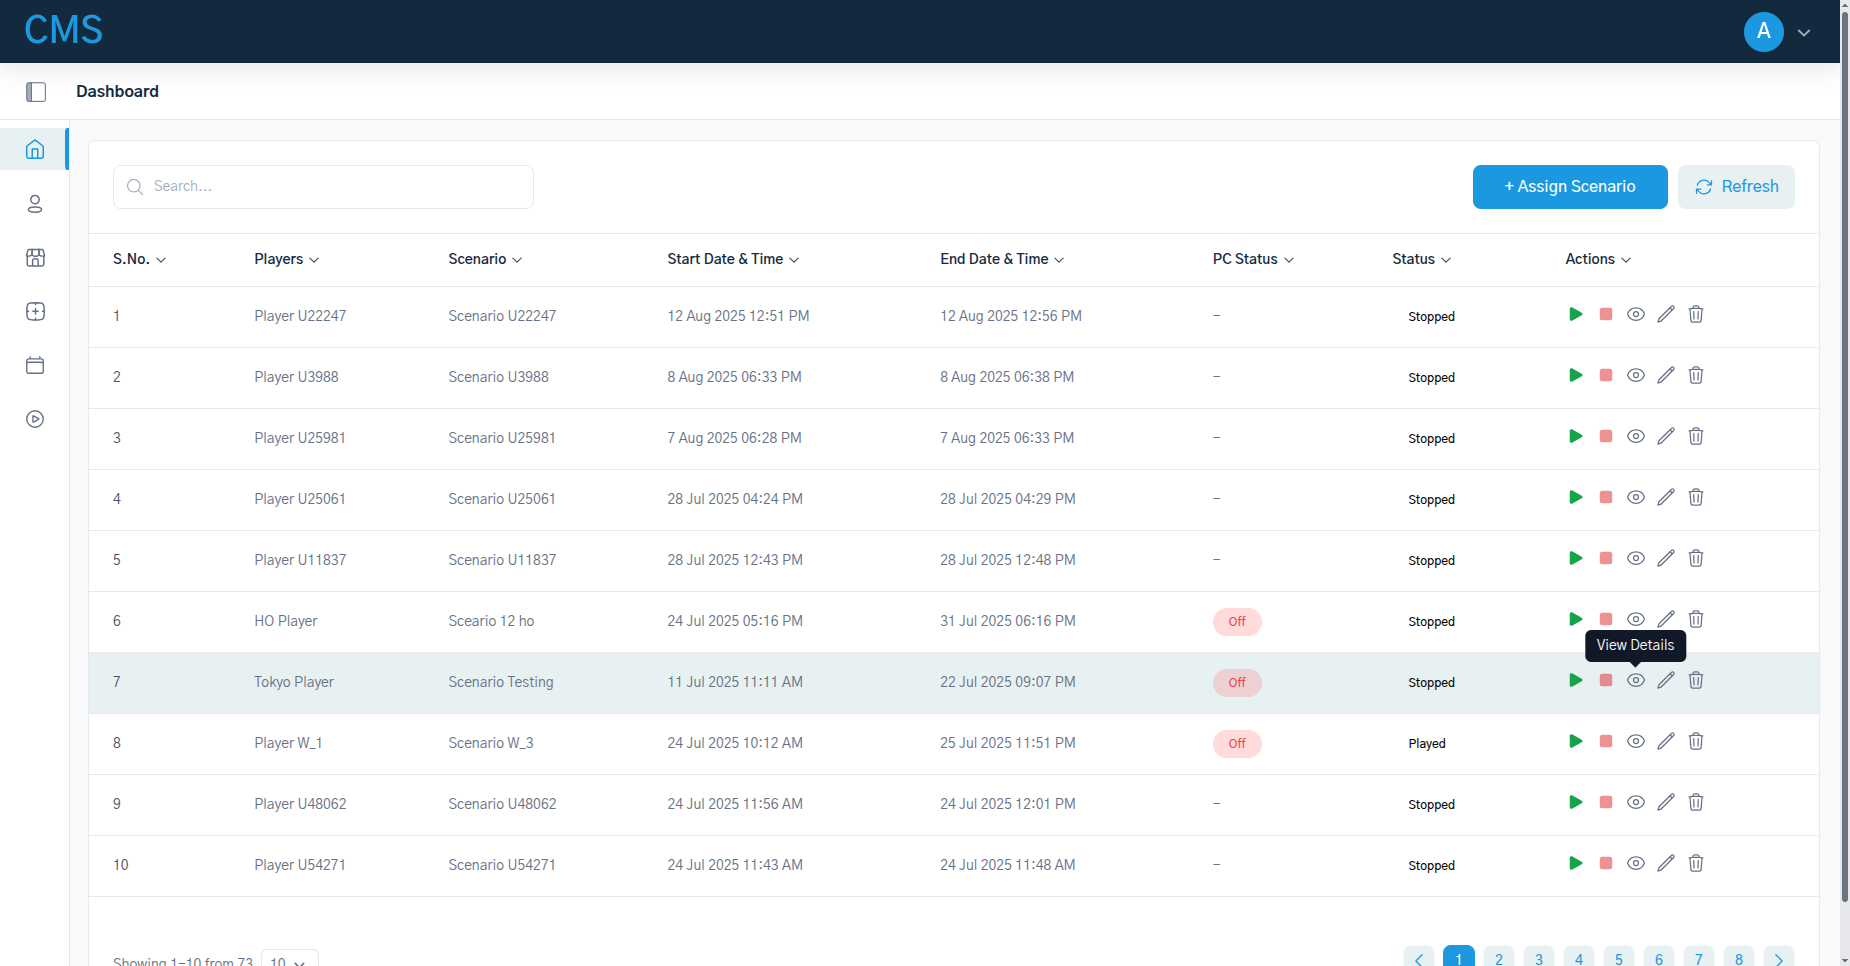 CMS
A
Dashboard
Search...
+ Assign Scenario
Refresh
S.No. Players Scenario Start Date & Time End Date & Time PC Status Status Actions
1 Player U22247 Scenario U22247 12 Aug 2025 12:51 PM 12 Aug 2025 12:56 PM – Stopped
2 Player U3988 Scenario U3988 8 Aug 2025 06:33 PM 8 Aug 2025 06:38 PM – Stopped
3 Player U25981 Scenario U25981 7 Aug 2025 06:28 PM 7 Aug 2025 06:33 PM – Stopped
4 Player U25061 Scenario U25061 28 Jul 2025 04:24 PM 28 Jul 2025 04:29 PM – Stopped
5 Player U11837 Scenario U11837 28 Jul 2025 12:43 PM 28 Jul 2025 12:48 PM – Stopped
6 HO Player Sceario 12 ho 24 Jul 2025 05:16 PM 31 Jul 2025 06:16 PM Off Stopped
View Details
7 Tokyo Player Scenario Testing 11 Jul 2025 11:11 AM 22 Jul 2025 09:07 PM Off Stopped
8 Player W_1 Scenario W_3 24 Jul 2025 10:12 AM 25 Jul 2025 11:51 PM Off Played
9 Player U48062 Scenario U48062 24 Jul 2025 11:56 AM 24 Jul 2025 12:01 PM – Stopped
10 Player U54271 Scenario U54271 24 Jul 2025 11:43 AM 24 Jul 2025 11:48 AM – Stopped
Showing 1–10 from 73 10
1 2 3 4 5 6 7 8